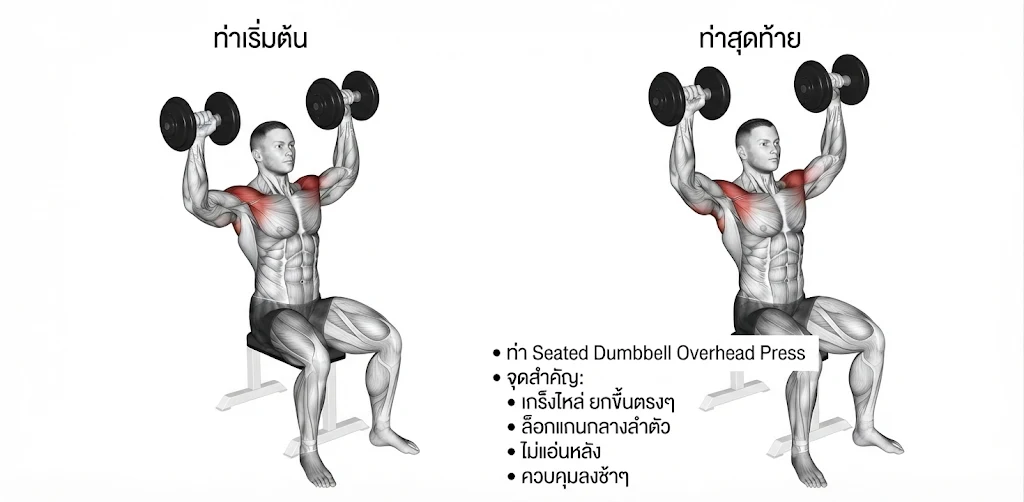 ท่าเริ่มต้น
ท่าสุดท้าย
• ท่า Seated Dumbbell Overhead Press
• จุดสำคัญ:
• เกร็งไหล่ ยกขึ้นตรงๆ
• ล็อกแกนกลางลำตัว
• ไม่แอ่นหลัง
• ควบคุมลงช้าๆ